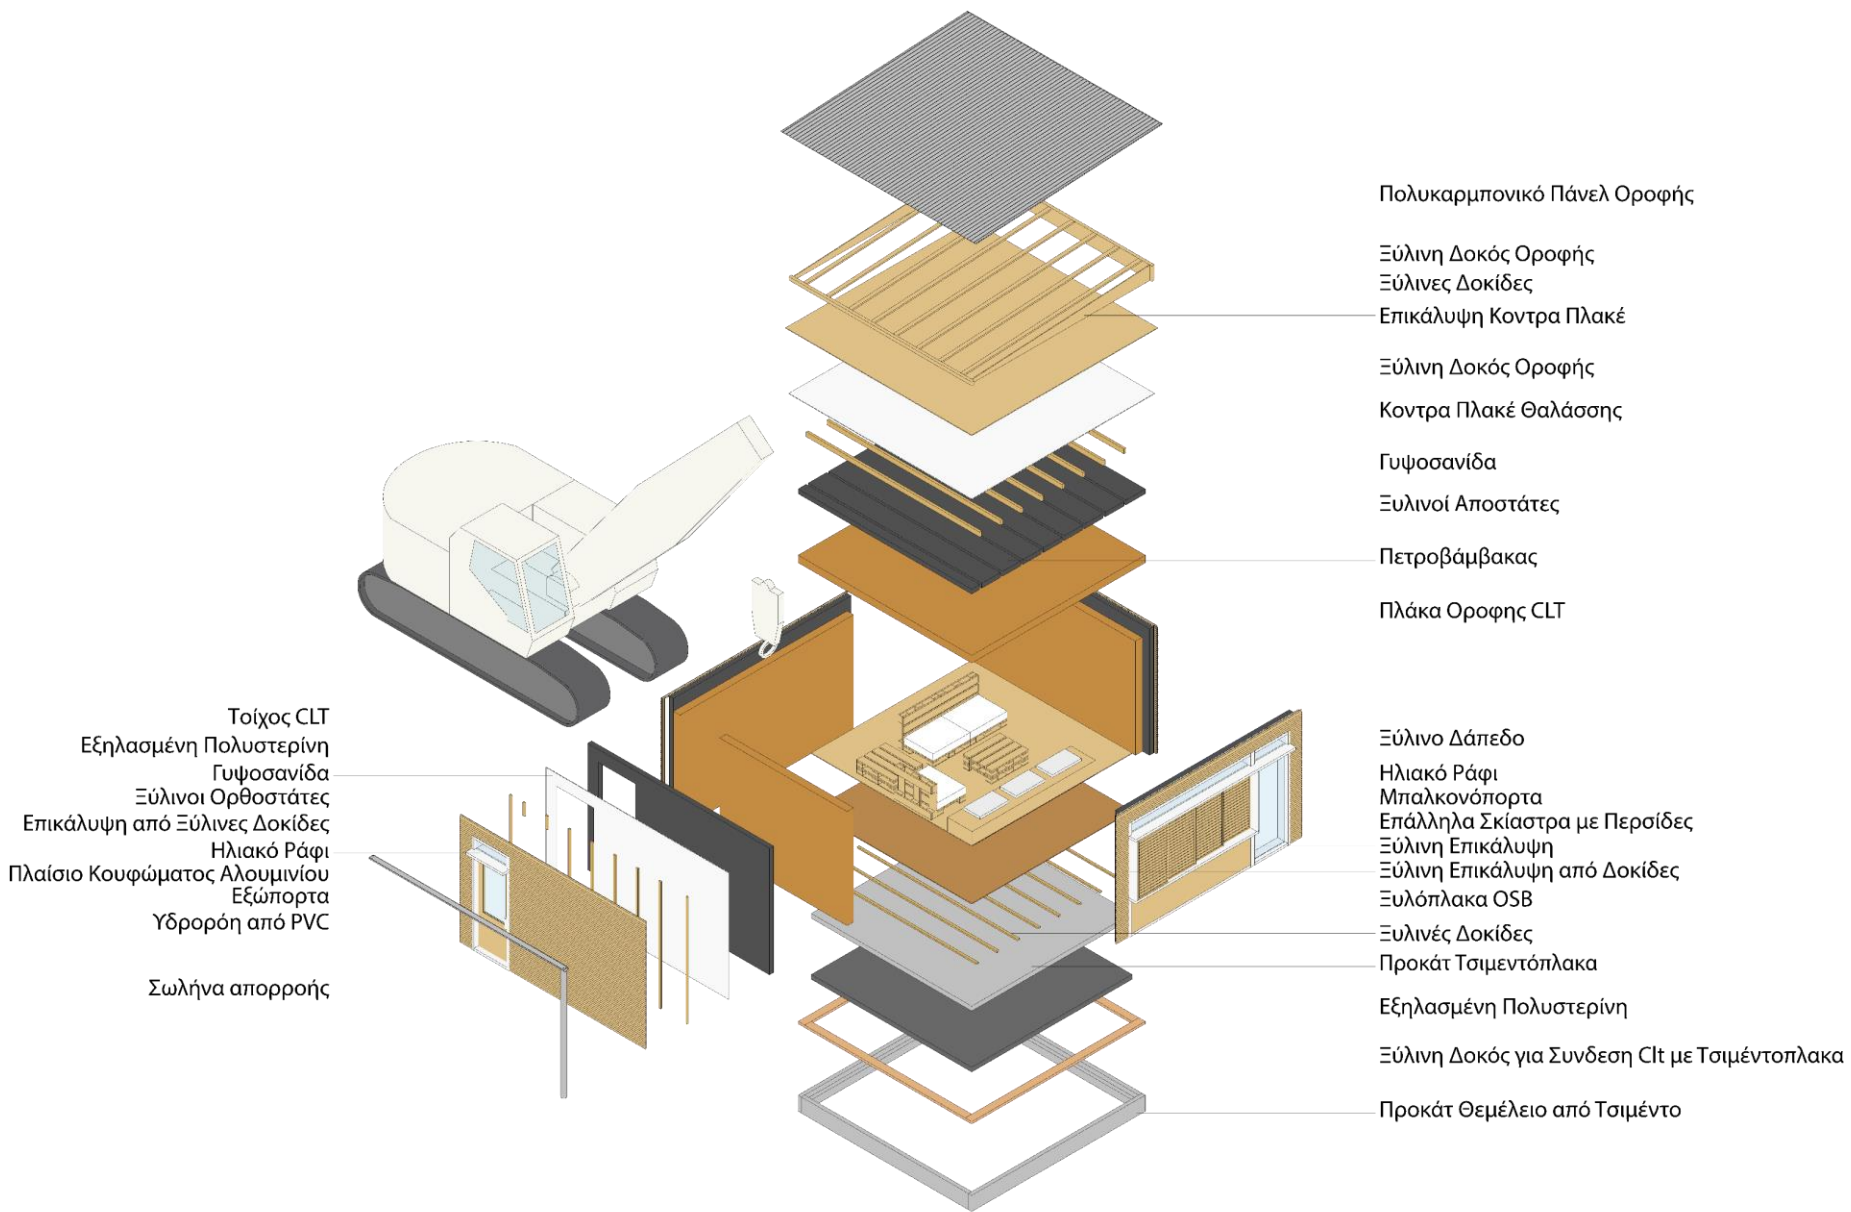 Πολυκαρμπονικό Πάνελ Οροφής
Ξύλινη Δοκός Οροφής
Ξύλινες Δοκίδες
Επικάλυψη Κοντρα Πλακέ
Ξύλινη Δοκός Οροφής
Κοντρα Πλακέ Θαλάσσης
Γυψοσανίδα
Ξυλινοί Αποστάτες
Πετροβάμβακας
Πλάκα Οροφης CLT
Τοίχος CLT
Εξηλασμένη Πολυστερίνη
Γυψοσανίδα
Ξύλινοι Ορθοστάτες
Επικάλυψη από Ξύλινες Δοκίδες
Ηλιακό Ράφι
Πλαίσιο Κουφώματος Αλουμινίου
Εξώπορτα
Υδρορόη από PVC
Σωλήνα απορροής
Ξύλινο Δάπεδο
Ηλιακό Ράφι
Μπαλκονόπορτα
Επάλληλα Σκίαστρα με Περσίδες
Ξύλινη Επικάλυψη
Ξύλινη Επικάλυψη από Δοκίδες
Ξυλόπλακα OSB
Ξυλινές Δοκίδες
Προκάτ Τσιμεντόπλακα
Εξηλασμένη Πολυστερίνη
Ξύλινη Δοκός για Συνδεση Clt με Τσιμέντοπλακα
Προκάτ Θεμέλειο από Τσιμέντο